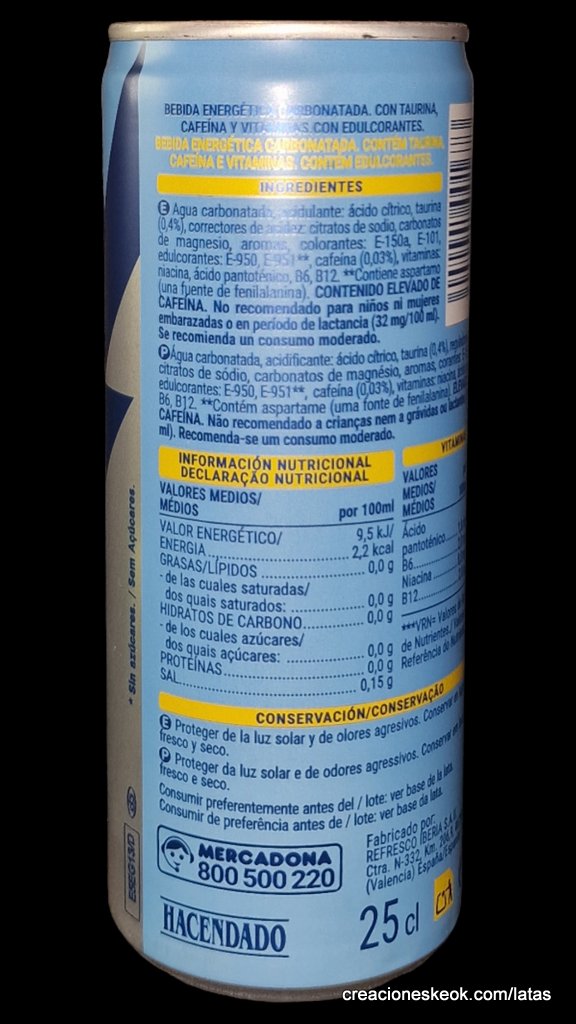 BEBIDA ENERGÉTICA CARBONATADA. CON TAURINA,
CAFEÍNA Y VITAMINAS. CON EDULCORANTES.
BEBIDA ENERGÉTICA CARBONATADA. CONTÉM TAURINA,
CAFEÍNA E VITAMINAS. CONTÉM EDULCORANTES.
INGREDIENTES
E Agua carbonatada, acidulante: ácido cítrico, taurina
(0,4%), correctores de acidez: citratos de sodio, carbonatos
de magnesio, aromas, colorantes: E-150a, E-101,
edulcorantes: E-950, E-951**, cafeína (0,03%), vitaminas:
niacina, ácido pantoténico, B6, B12. **Contiene aspartamo
(una fuente de fenilalanina). CONTENIDO ELEVADO DE
CAFEÍNA. No recomendado para niños ni mujeres
embarazadas o en período de lactancia (32 mg/100 ml).
Se recomienda un consumo moderado.
P Água carbonatada, acidificante: ácido cítrico, taurina (0,4%),
citratos de sódio, carbonatos de magnésio, aromas,
edulcorantes: E-950, E-951**, cafeína (0,03%), vitaminas: niacina,
B6, B12. **Contém aspartame (uma fonte de fenilalanina).
CAFEÍNA. Não recomendado a crianças nem a grávidas ou
ml). Recomenda-se um consumo moderado.
INFORMACIÓN NUTRICIONAL
DECLARAÇÃO NUTRICIONAL
VALORES MEDIOS/
MÉDIOS por 100ml
VALOR ENERGÉTICO/ 9,5 kJ/
ENERGIA 2,2 kcal
GRASAS/LÍPIDOS 0,0 g
- de las cuales saturadas/
dos quais saturados: 0,0 g
HIDRATOS DE CARBONO 0,0 g
- de los cuales azúcares/
dos quais açúcares: 0,0 g
PROTEÍNAS 0,0 g
SAL 0,15 g
VALORES
MEDIOS/
MÉDIOS
Ácido
pantoténico
B6
Niacina
B12
***VRN= Valores de
de Nutrientes./
Referência do
* Sin azúcares. / Sem Açúcares.
CONSERVACIÓN/CONSERVAÇÃO
E Proteger de la luz solar y de olores agresivos. Conservar en
fresco y seco.
P Proteger da luz solar e de odores agressivos. Conservar em
fresco e seco.
Consumir preferentemente antes del / lote: ver base de la lata.
Consumir de preferência antes de / lote: ver base da lata.
ESEG13/D
MERCADONA
800 500 220
HACENDADO
Fabricado por:
REFRESCO IBERIA S.A.U.
Ctra. N-332, Km.
(Valencia) España/
25 cl
creacioneskeok.com/latas